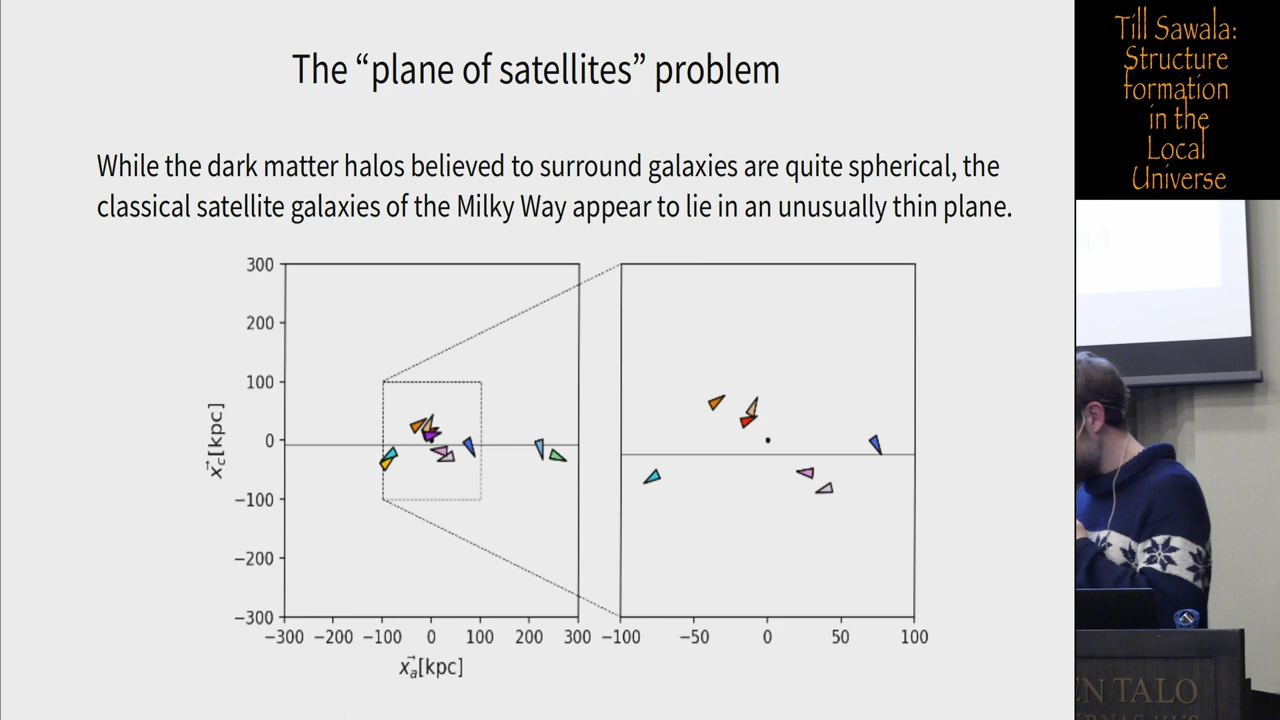 The “plane of satellites” problem
While the dark matter halos believed to surround galaxies are quite spherical, the
classical satellite galaxies of the Milky Way appear to lie in an unusually thin plane.
300
200
100
0
−100
−200
−300
x⃗c[kpc]
−300 −200 −100 0 100 200 300
x⃗a[kpc]
−100 −50 0 50 100
Till Sawala:
Structure
formation
in the
Local
Universe
19
EN TALO